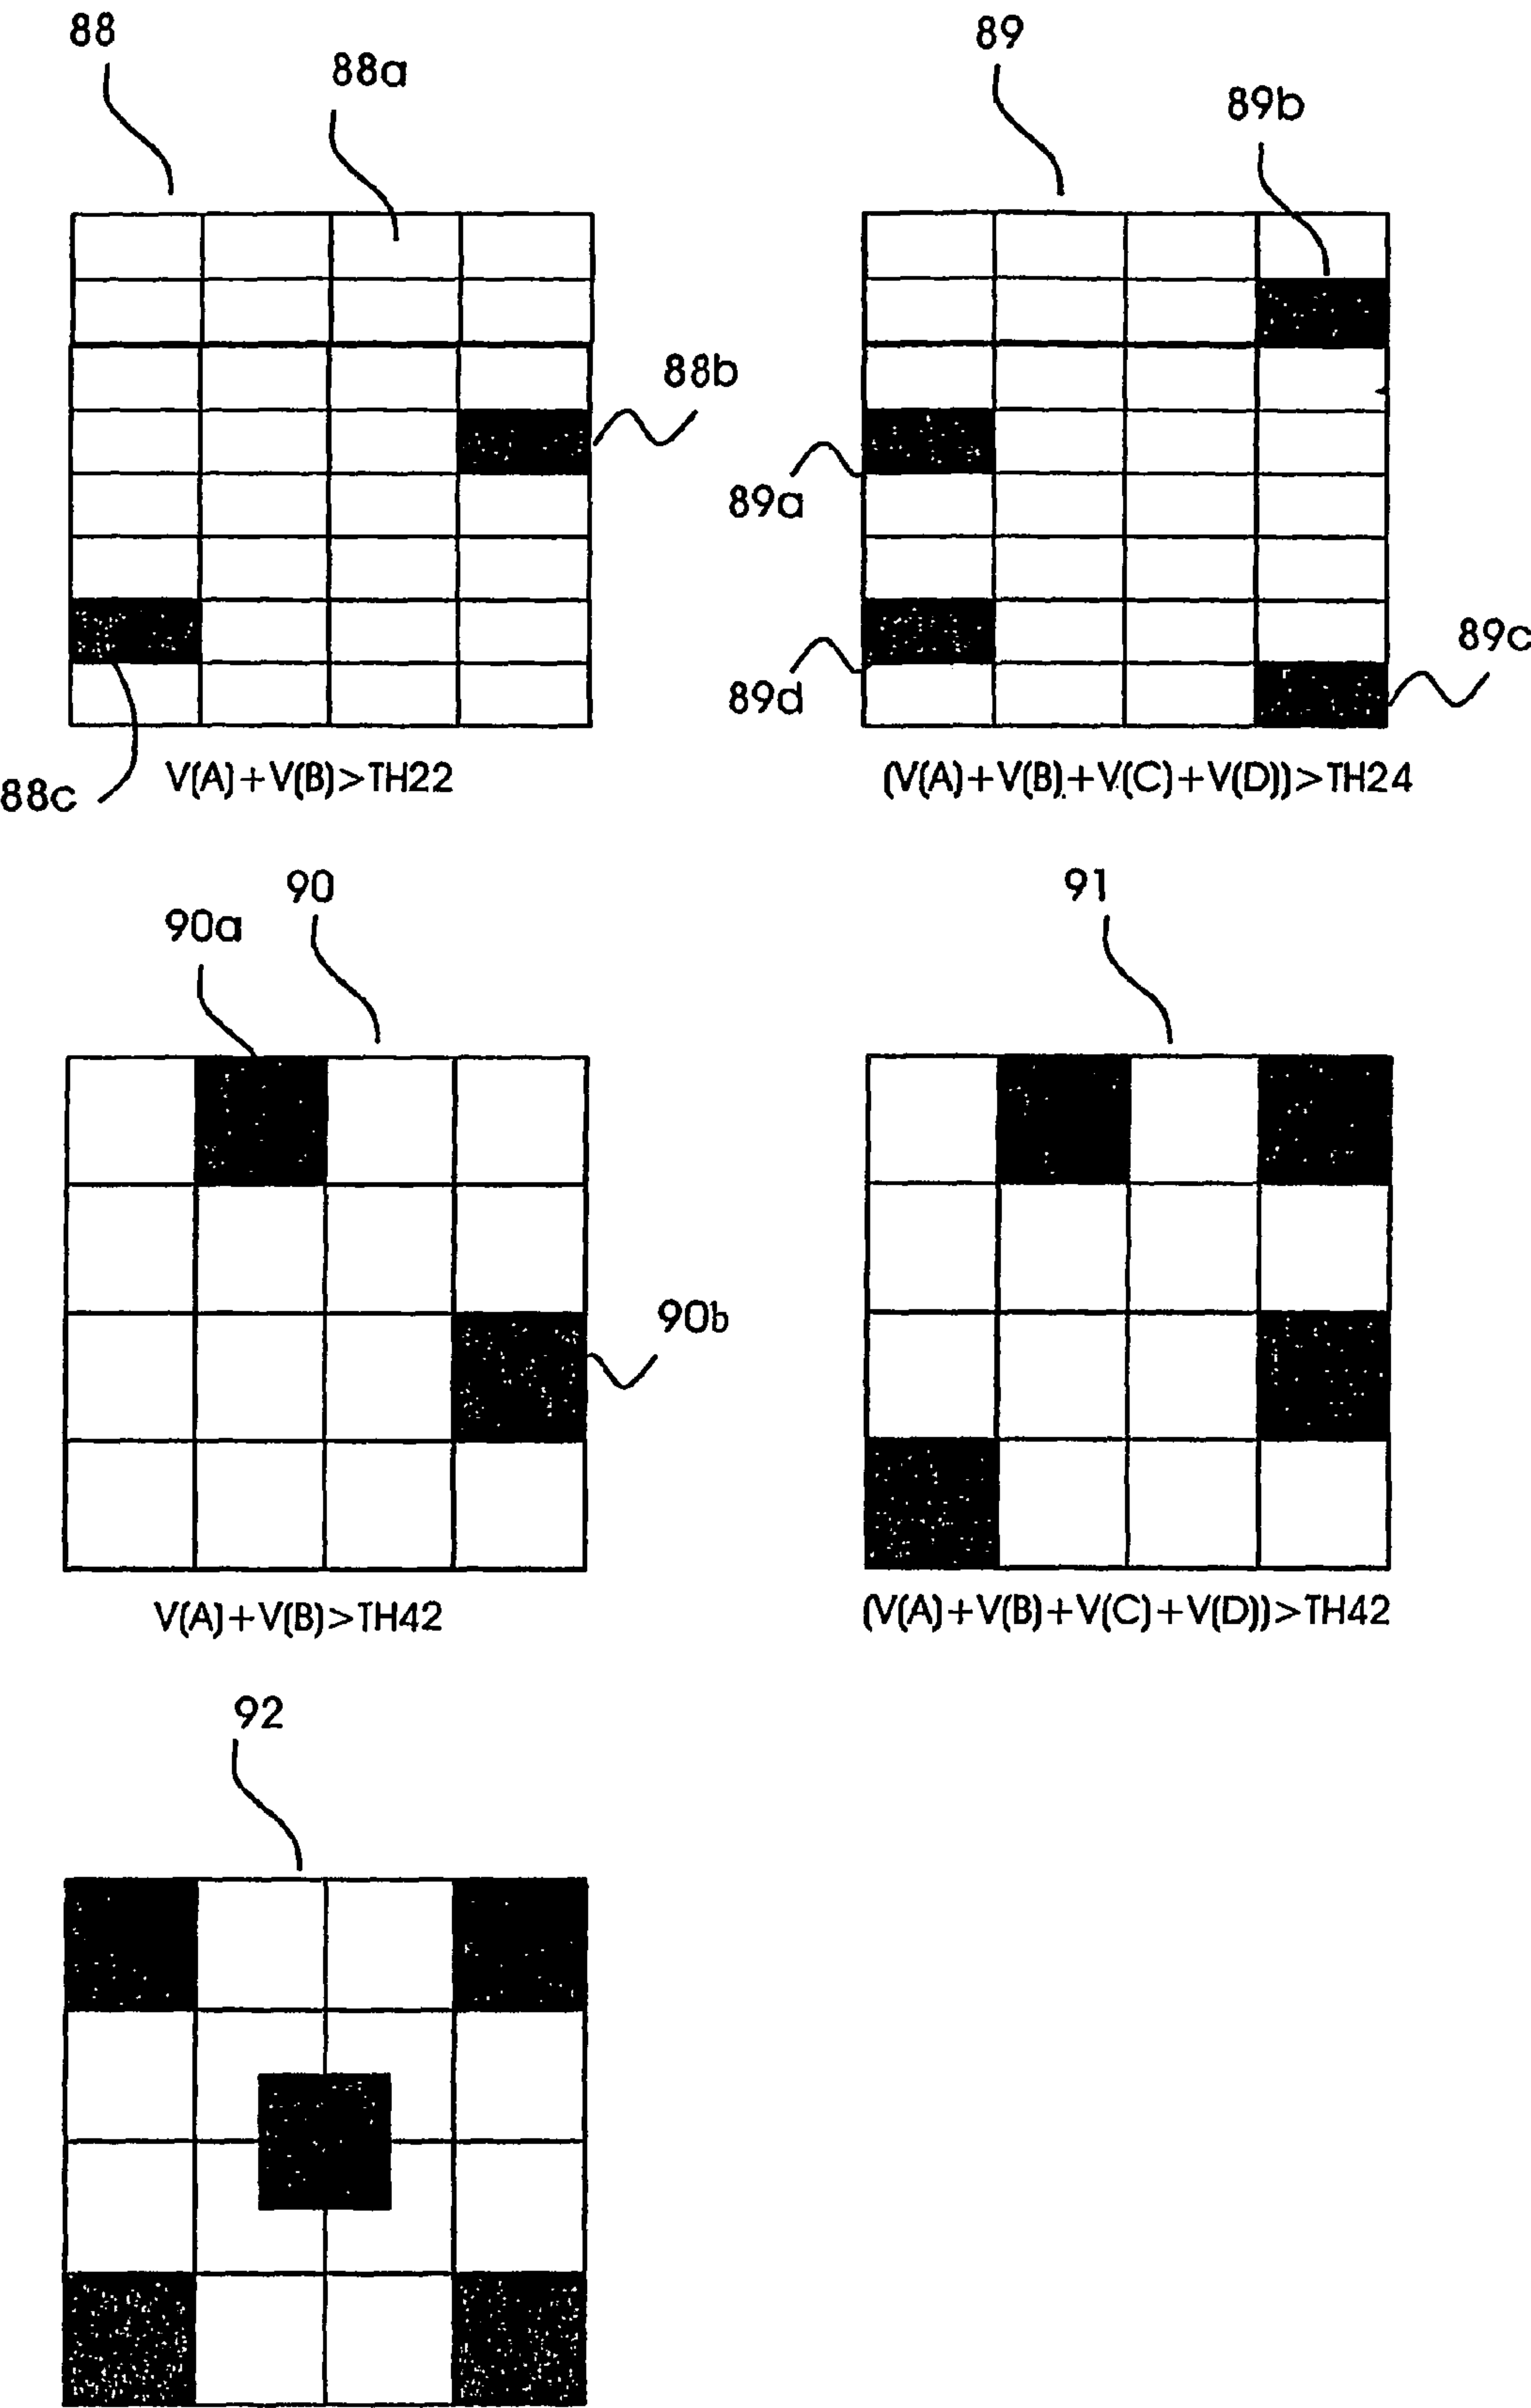 88
88a
89
89b
88b
89a
89d
89c
88c
V(A)+V(B)>TH22
(V(A)+V(B)+V(C)+V(D))>TH24
90
90a
91
90b
V(A)+V(B)>TH42
(V(A)+V(B)+V(C)+V(D))>TH42
92